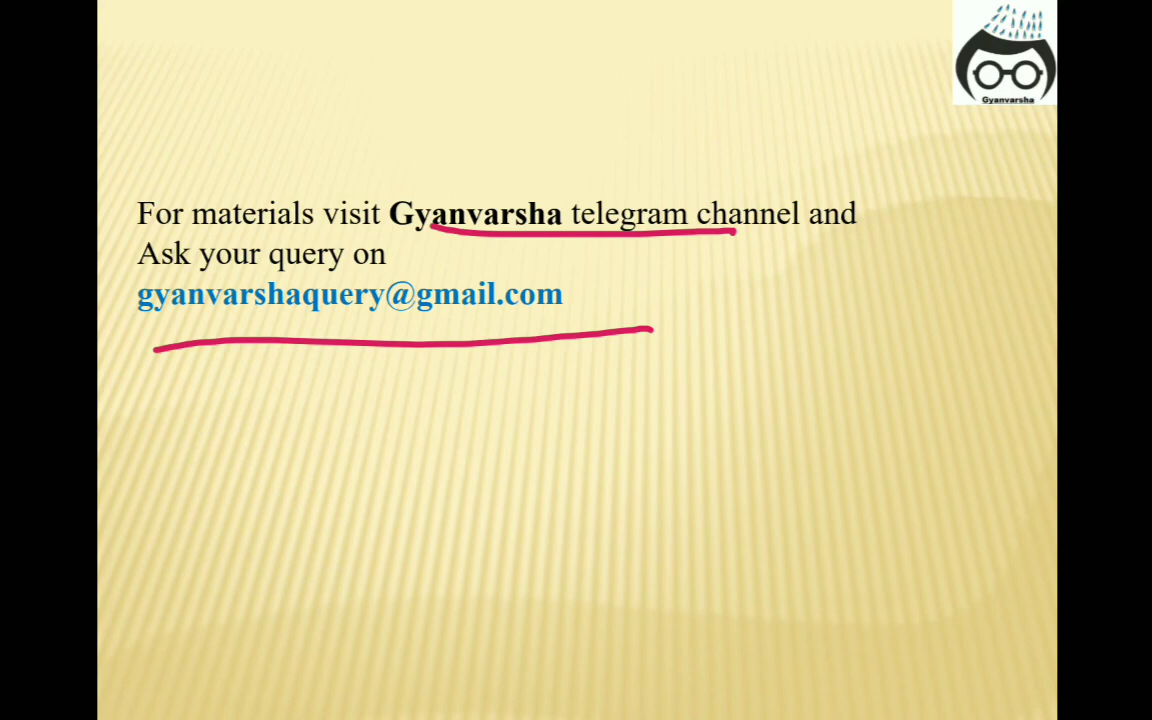 Gyanvarsha
For materials visit Gyanvarsha telegram channel and
Ask your query on
gyanvarshaquery@gmail.com